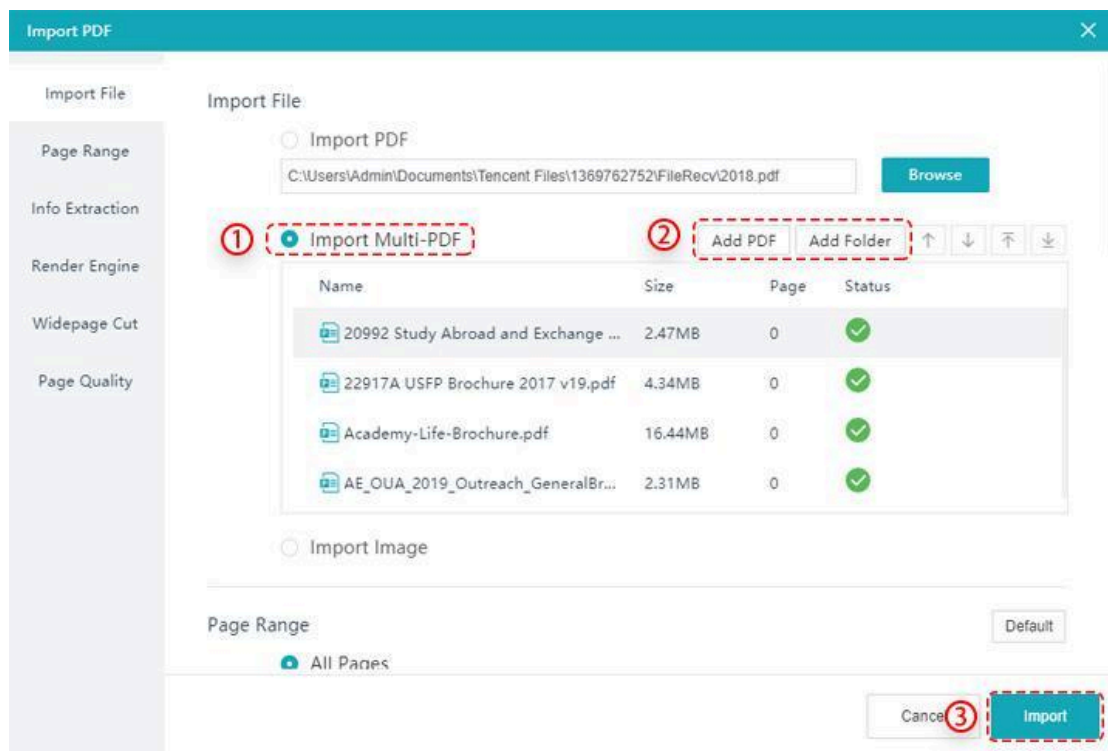 Import PDF
Import File
Page Range
Info Extraction
Render Engine
Widepage Cut
Page Quality
Import File
Import PDF
C:\Users\Admin\Documents\Tencent Files\1369762752\FileRecv\2018.pdf Browse
① Import Multi-PDF ② Add PDF Add Folder
Name Size Page Status
20992 Study Abroad and Exchange ... 2.47MB 0
22917A USFP Brochure 2017 v19.pdf 4.34MB 0
Academy-Life-Brochure.pdf 16.44MB 0
AE_OUA_2019_Outreach_GeneralBr... 2.31MB 0
Import Image
Page Range Default
All Pages
Cancel ③ Import